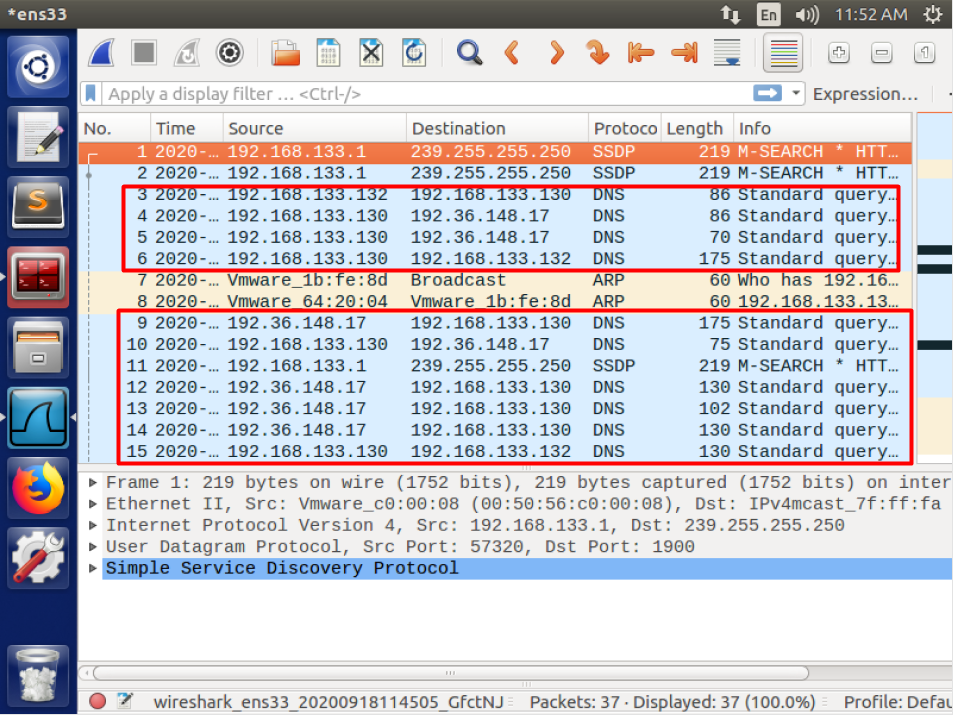 *ens33 En 11:52 AM
Apply a display filter … <Ctrl-/> Expression…
No. Time Source Destination Protoco Length Info
1 2020-… 192.168.133.1 239.255.255.250 SSDP 219 M-SEARCH * HTT…
2 2020-… 192.168.133.1 239.255.255.250 SSDP 219 M-SEARCH * HTT…
3 2020-… 192.168.133.132 192.168.133.130 DNS 86 Standard query…
4 2020-… 192.168.133.130 192.36.148.17 DNS 86 Standard query…
5 2020-… 192.168.133.130 192.36.148.17 DNS 70 Standard query…
6 2020-… 192.168.133.130 192.168.133.132 DNS 175 Standard query…
7 2020-… Vmware_1b:fe:8d Broadcast ARP 60 Who has 192.16…
8 2020-… Vmware_64:20:04 Vmware_1b:fe:8d ARP 60 192.168.133.13…
9 2020-… 192.36.148.17 192.168.133.130 DNS 175 Standard query…
10 2020-… 192.168.133.130 192.36.148.17 DNS 75 Standard query…
11 2020-… 192.168.133.1 239.255.255.250 SSDP 219 M-SEARCH * HTT…
12 2020-… 192.36.148.17 192.168.133.130 DNS 130 Standard query…
13 2020-… 192.36.148.17 192.168.133.130 DNS 102 Standard query…
14 2020-… 192.36.148.17 192.168.133.130 DNS 130 Standard query…
15 2020-… 192.168.133.130 192.168.133.132 DNS 130 Standard query…
Frame 1: 219 bytes on wire (1752 bits), 219 bytes captured (1752 bits) on inter
Ethernet II, Src: Vmware_c0:00:08 (00:50:56:c0:00:08), Dst: IPv4mcast_7f:ff:fa
Internet Protocol Version 4, Src: 192.168.133.1, Dst: 239.255.255.250
User Datagram Protocol, Src Port: 57320, Dst Port: 1900
Simple Service Discovery Protocol
wireshark_ens33_20200918114505_GfctNJ Packets: 37 · Displayed: 37 (100.0%) Profile: Defau